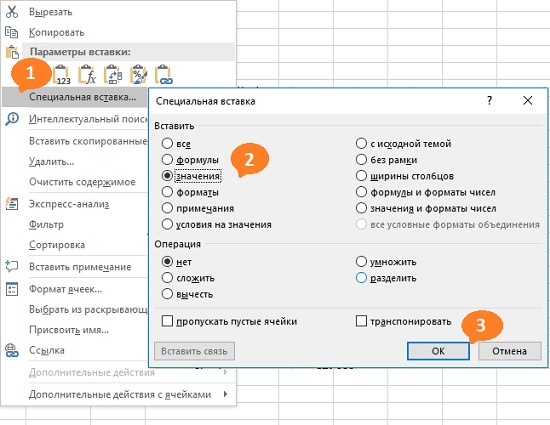 Вырезать
Копировать
Параметры вставки:
1
123
fx
%
Специальная вставка...
Интеллектуальный поиск
Вставить скопированные
Удалить...
Очистить содержимое
Экспресс-анализ
Фильтр
Сортировка
Вставить примечание
Формат ячеек...
Выбрать из раскрывающ
Присвоить имя...
Ссылка
Дополнительные действия
Дополнительные действия с ячейками
Специальная вставка
Вставить
2
все
с исходной темой
формулы
без рамки
значения
ширины столбцов
форматы
формулы и форматы чисел
примечания
значения и форматы чисел
условия на значения
все условные форматы объединения
Операция
нет
умножить
сложить
разделить
вычесть
пропускать пустые ячейки
транспонировать
3
Вставить связь
ОК
Отмена